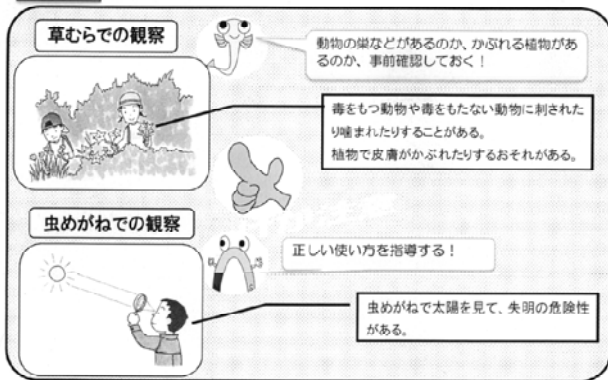 草むらでの観察
動物の巣などがあるのか、かぶれる植物があ
るのか、事前確認しておく！
毒をもつ動物や毒をもたない動物に刺された
り噛まれたりすることがある。
植物で皮膚がかぶれたりするおそれがある。
虫めがねでの観察
正しい使い方を指導する！
虫めがねで太陽を見て、失明の危険性
がある。